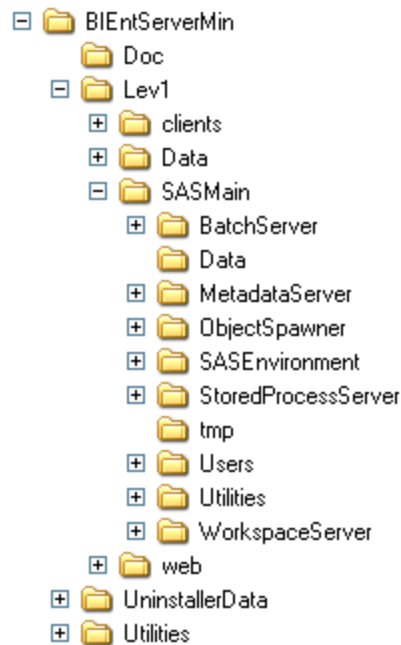 BIEntServerMin
Doc
Lev1
clients
Data
SASMain
BatchServer
Data
MetadataServer
ObjectSpawner
SASEnvironment
StoredProcessServer
tmp
Users
Utilities
WorkspaceServer
web
UninstallerData
Utilities